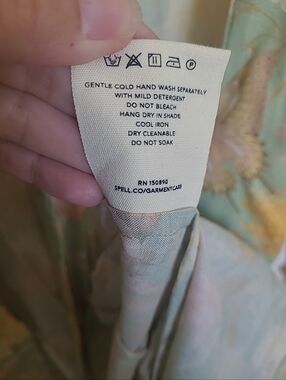 P
GENTLE COLD HAND WASH SEPARATELY
WITH MILD DETERGENT
DO NOT BLEACH
HANG DRY IN SHADE
COOL IRON
DRY CLEANABLE
DO NOT SOAK
RN 150892
SPELL.CO/GARMENTCARE